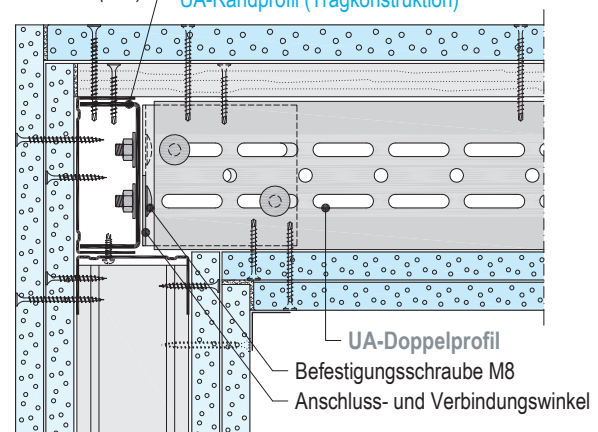 UA-Randprofil (Tragkonstruktion)
UA-Doppelprofil
Befestigungsschraube M8
Anschluss- und Verbindungswinkel